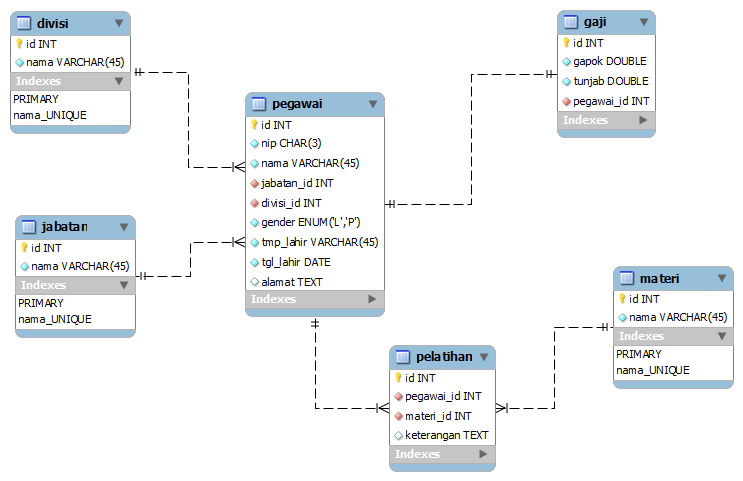 divisi
id INT
nama VARCHAR(45)
Indexes
PRIMARY
nama_UNIQUE
jabatan
id INT
nama VARCHAR(45)
Indexes
PRIMARY
nama_UNIQUE
pegawai
id INT
nip CHAR(3)
nama VARCHAR(45)
jabatan_id INT
divisi_id INT
gender ENUM('L','P')
tmp_lahir VARCHAR(45)
tgl_lahir DATE
alamat TEXT
Indexes
gaji
id INT
gapok DOUBLE
tunjab DOUBLE
pegawai_id INT
Indexes
pelatihan
id INT
pegawai_id INT
materi_id INT
keterangan TEXT
Indexes
materi
id INT
nama VARCHAR(45)
Indexes
PRIMARY
nama_UNIQUE